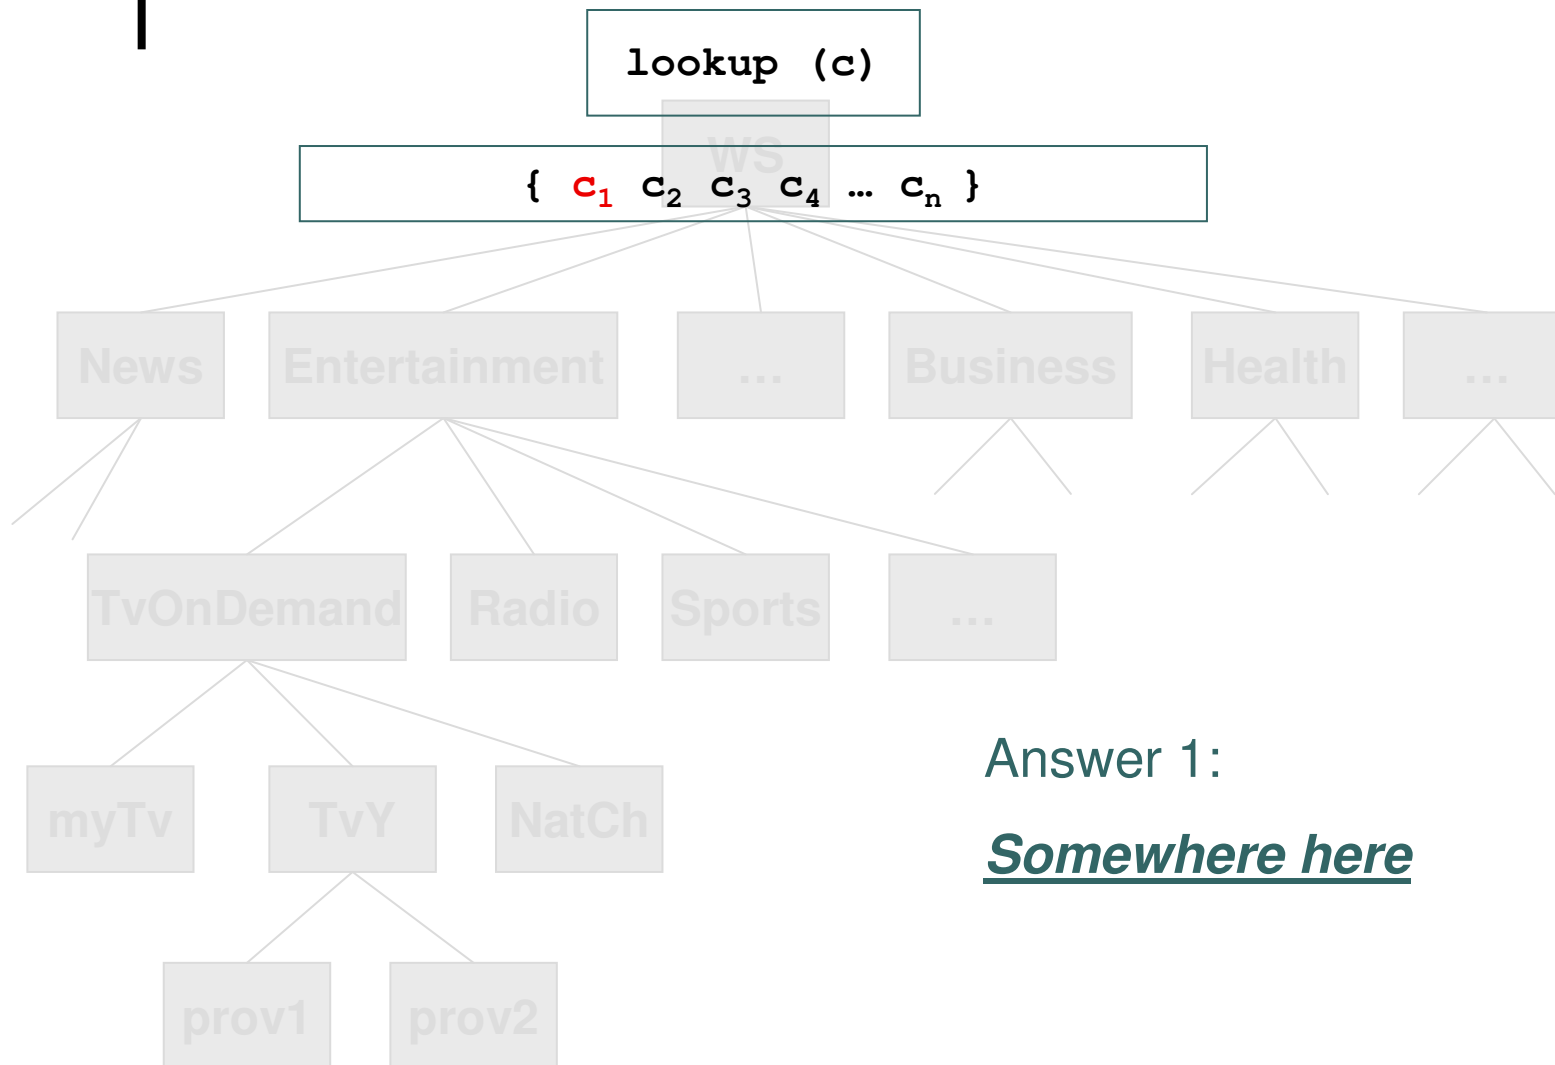 lookup (c)
WS
{ c1 c2 c3 c4 … cn }
News Entertainment … Business Health …
TvOnDemand Radio Sports …
Answer 1:
myTv TvY NatCh
Somewhere here
prov1 prov2